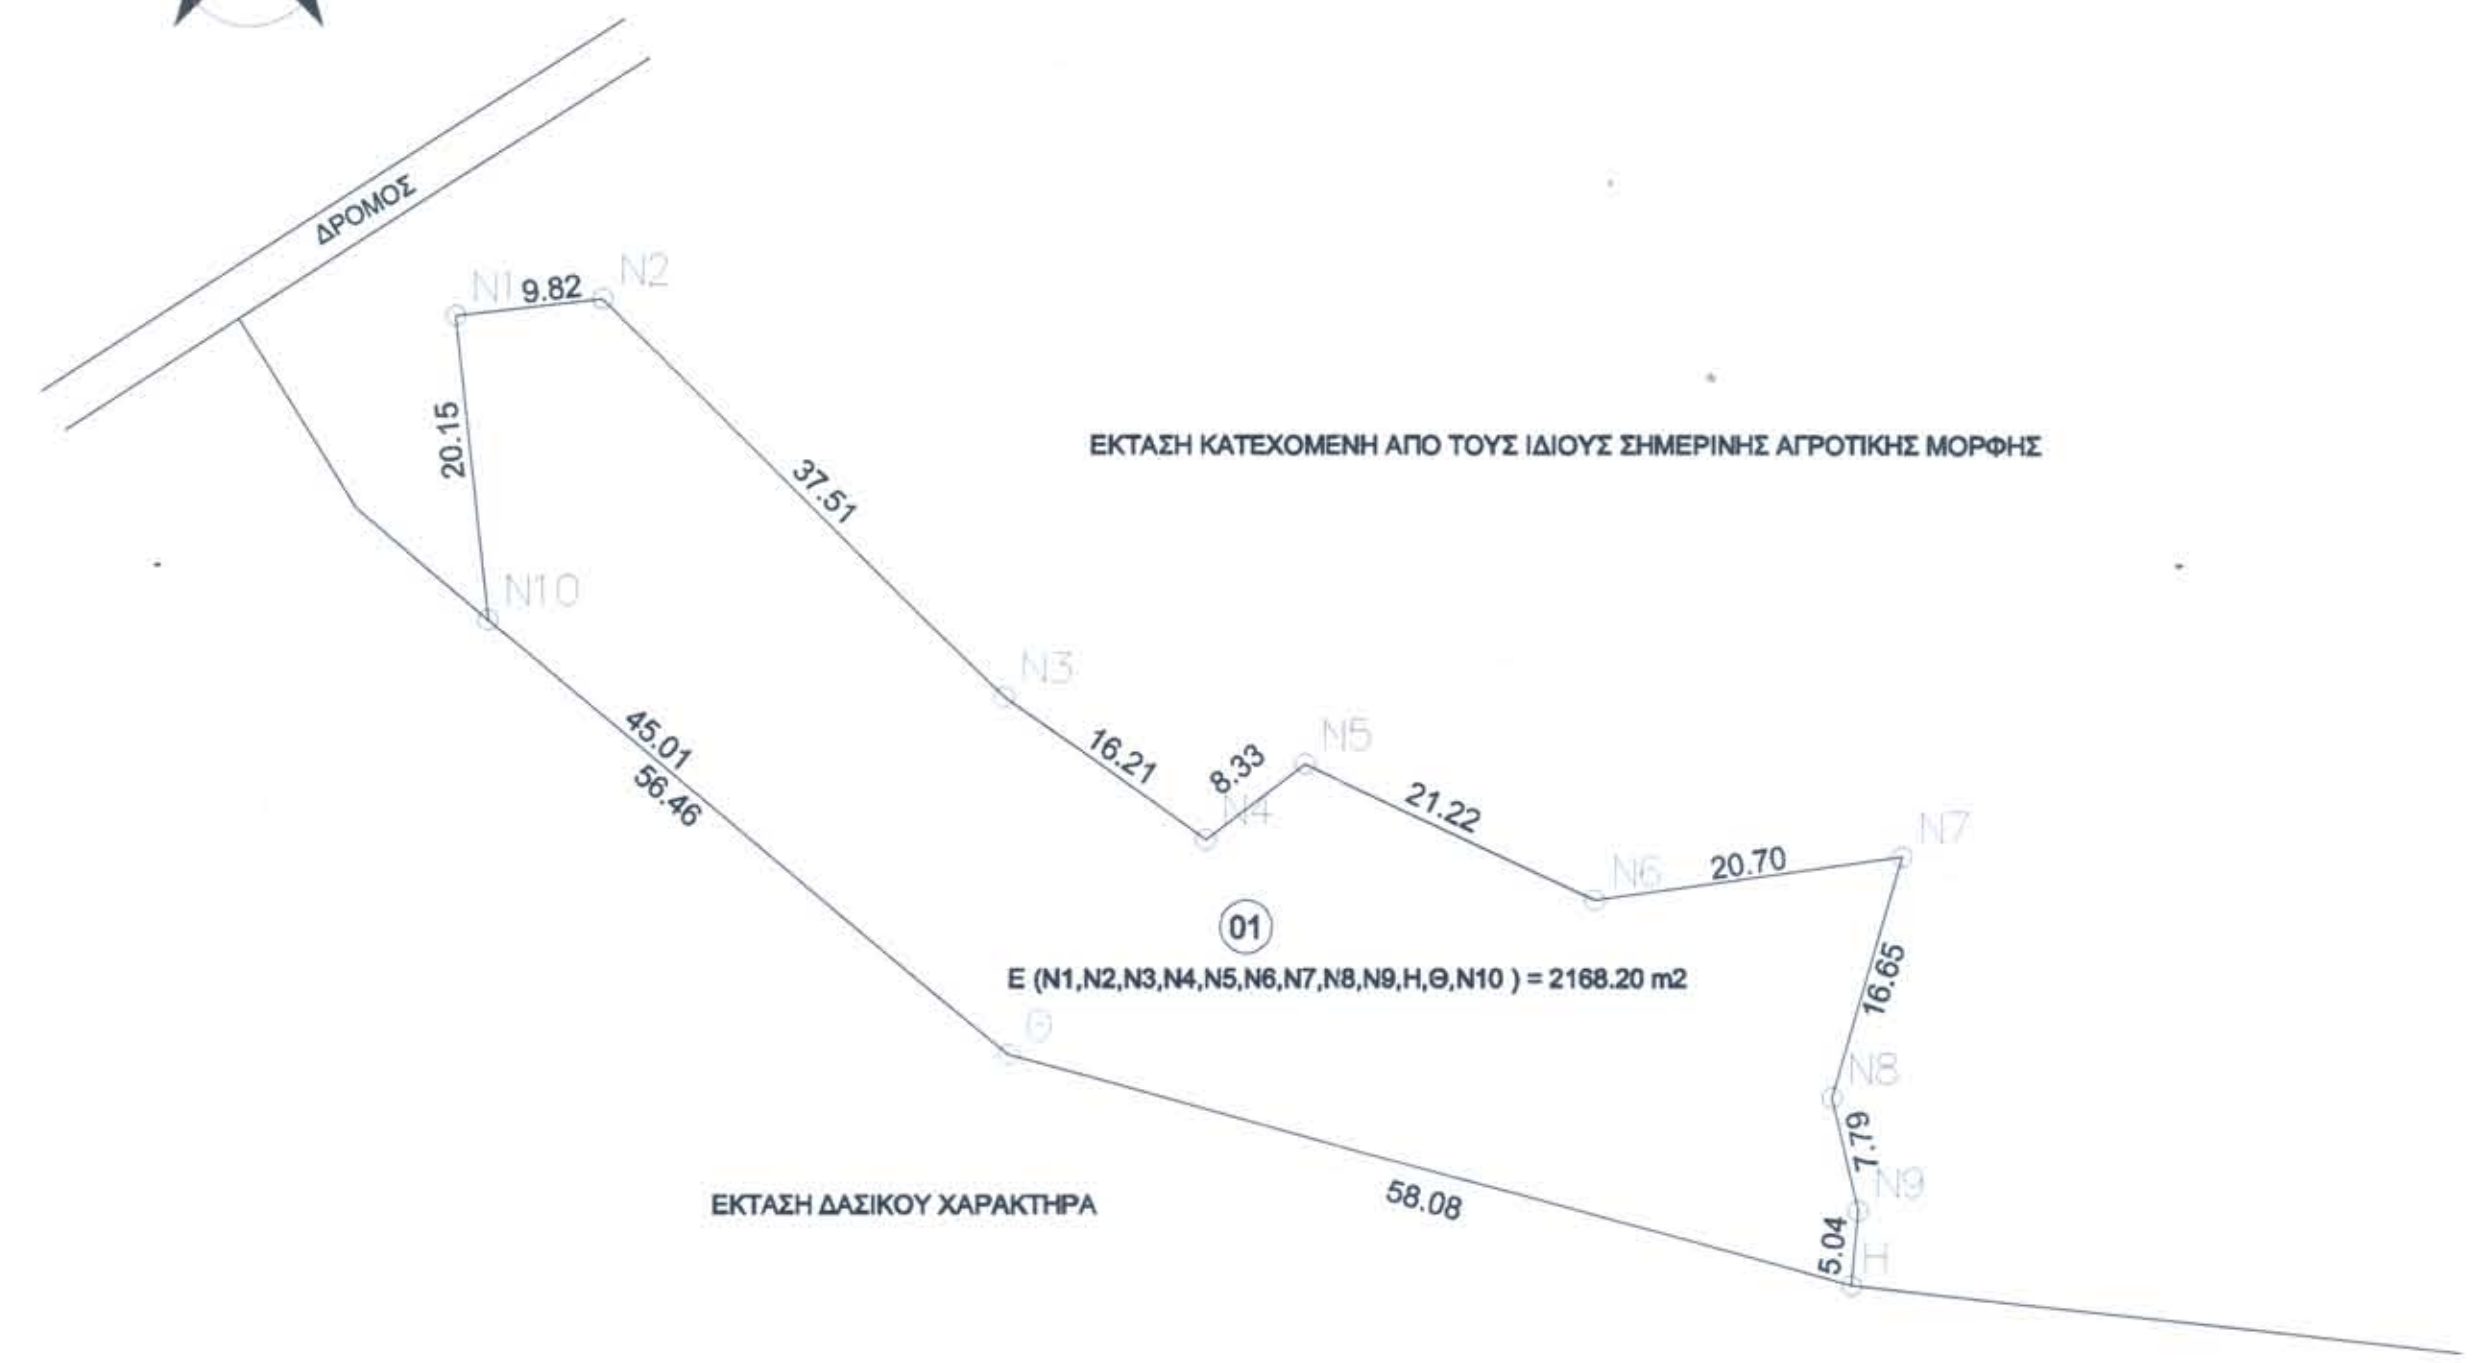 ΔΡΟΜΟΣ
N1
9.82
N2
20.15
37.51
ΕΚΤΑΣΗ ΚΑΤΕΧΟΜΕΝΗ ΑΠΟ ΤΟΥΣ ΙΔΙΟΥΣ ΣΗΜΕΡΙΝΗΣ ΑΓΡΟΤΙΚΗΣ ΜΟΡΦΗΣ
N10
N3
45.01
56.46
16.21
8.33
N5
N4
21.22
N6
20.70
N7
01
E (N1,N2,N3,N4,N5,N6,N7,N8,N9,H,Θ,N10 ) = 2168.20 m2
16.65
Θ
N8
7.79
N9
ΕΚΤΑΣΗ ΔΑΣΙΚΟΥ ΧΑΡΑΚΤΗΡΑ
58.08
5.04
H